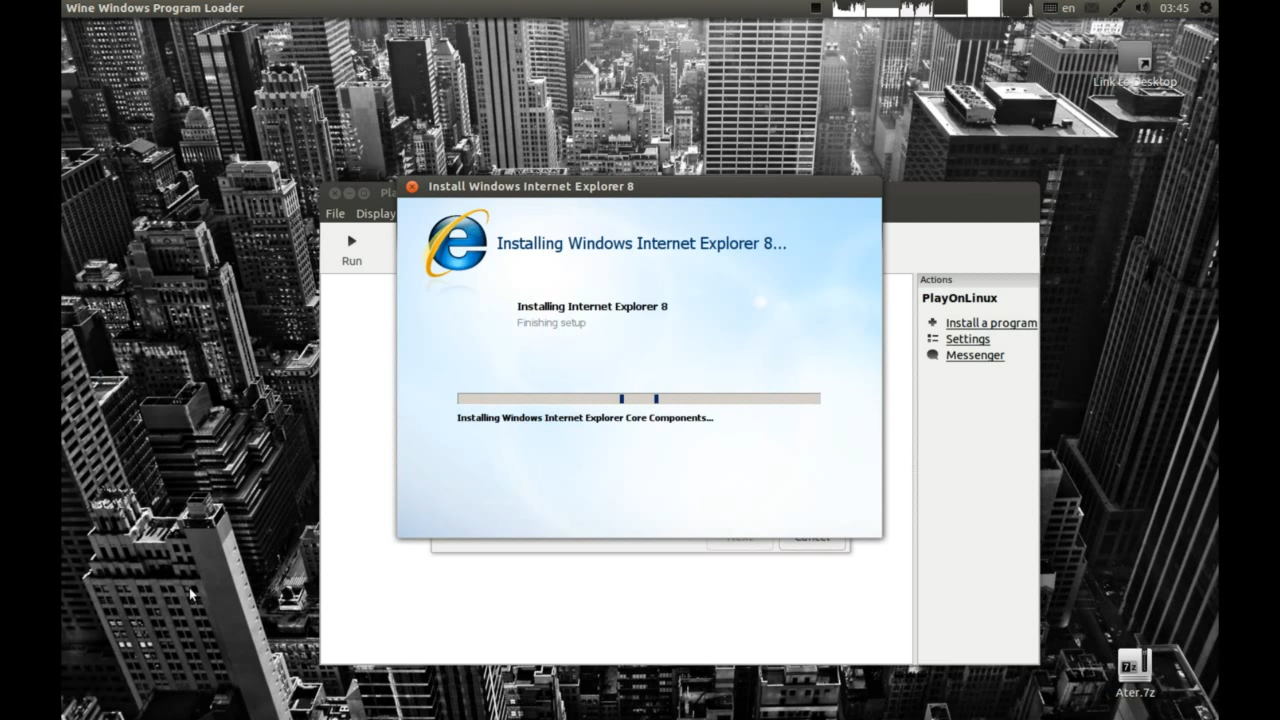 Wine Windows Program Loader
en
03:45
Link to Desktop
Install Windows Internet Explorer 8
File Display
Run
Installing Windows Internet Explorer 8...
Installing Internet Explorer 8
Finishing setup
Installing Windows Internet Explorer Core Components...
Actions
PlayOnLinux
Install a program
Settings
Messenger
Cancel
7z
Ater.7z